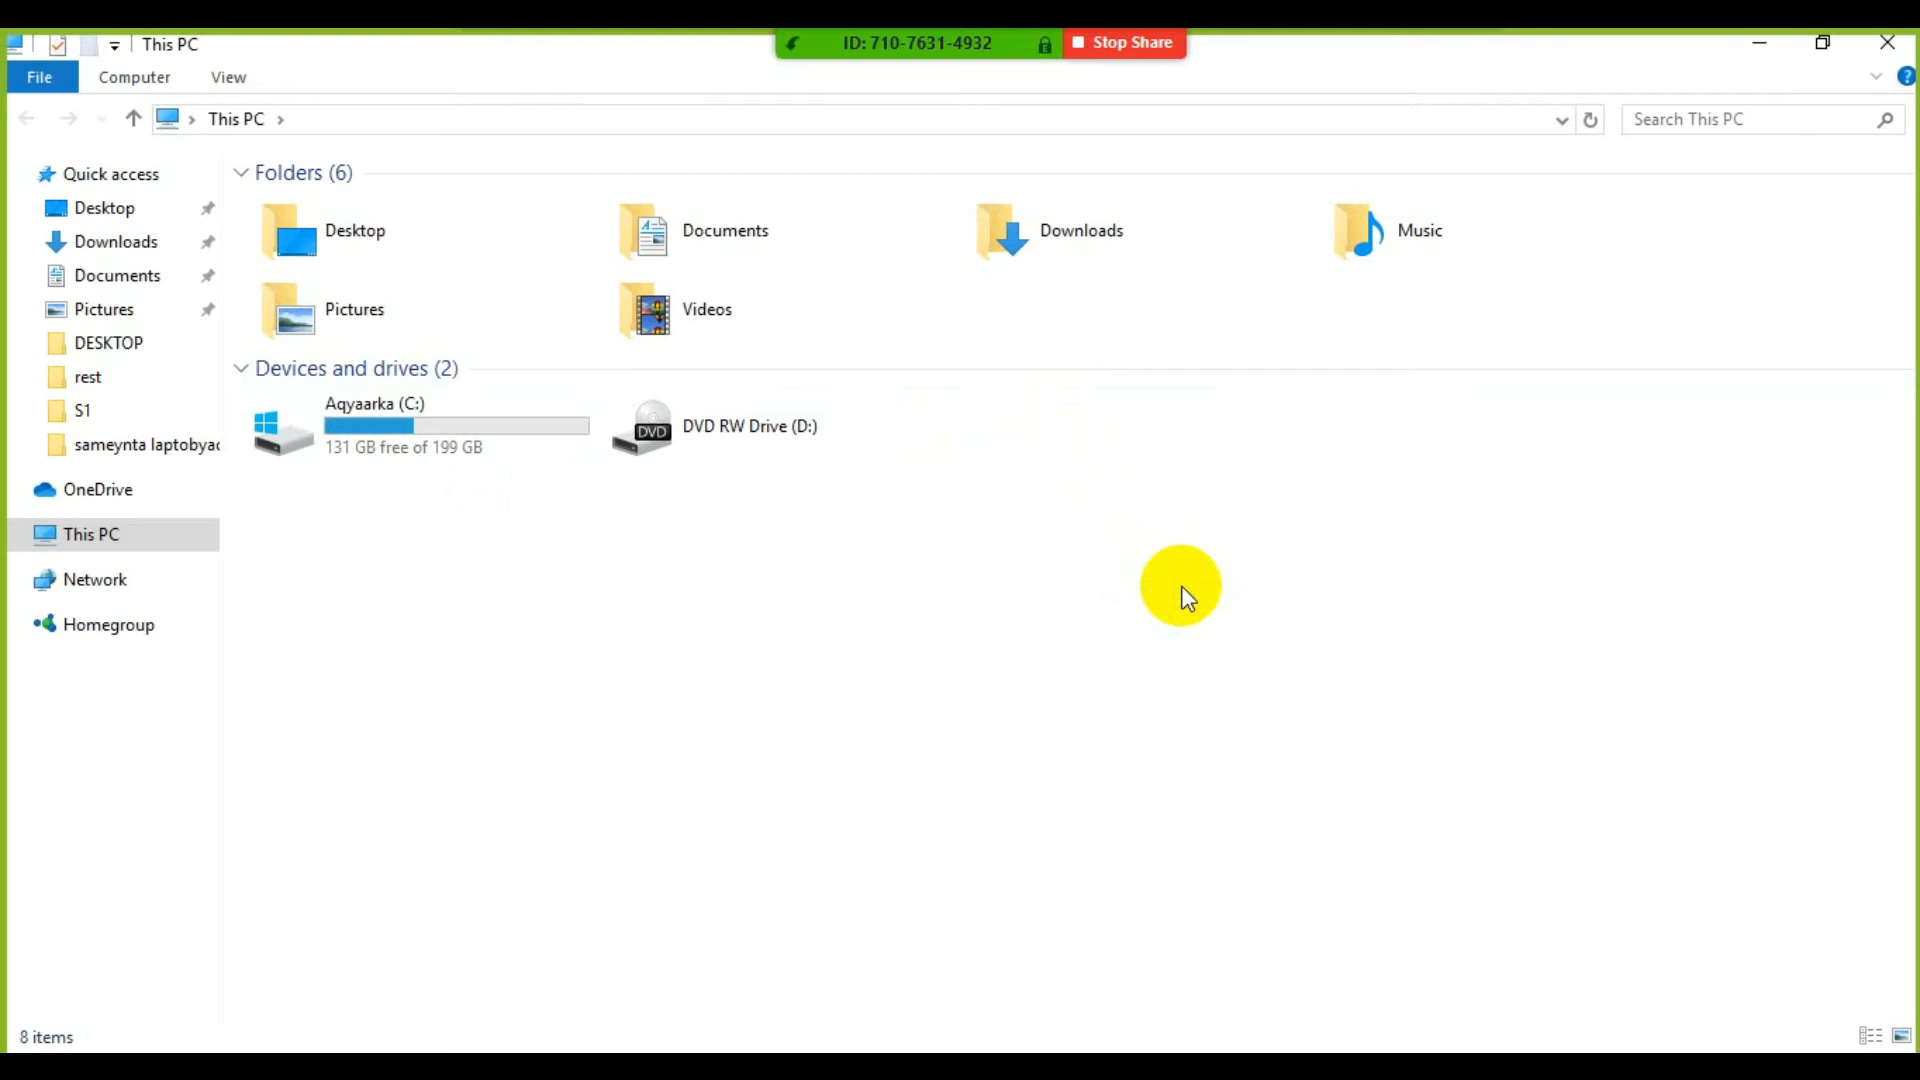 This PC
ID: 710-7631-4932
Stop Share
File
Computer
View
?
This PC
Search This PC
Quick access
Desktop
Downloads
Documents
Pictures
DESKTOP
rest
S1
sameynta laptobyac
OneDrive
This PC
Network
Homegroup
Folders (6)
Desktop
Documents
Downloads
Music
Pictures
Videos
Devices and drives (2)
Aqyaarka (C:)
131 GB free of 199 GB
DVD
DVD RW Drive (D:)
8 items